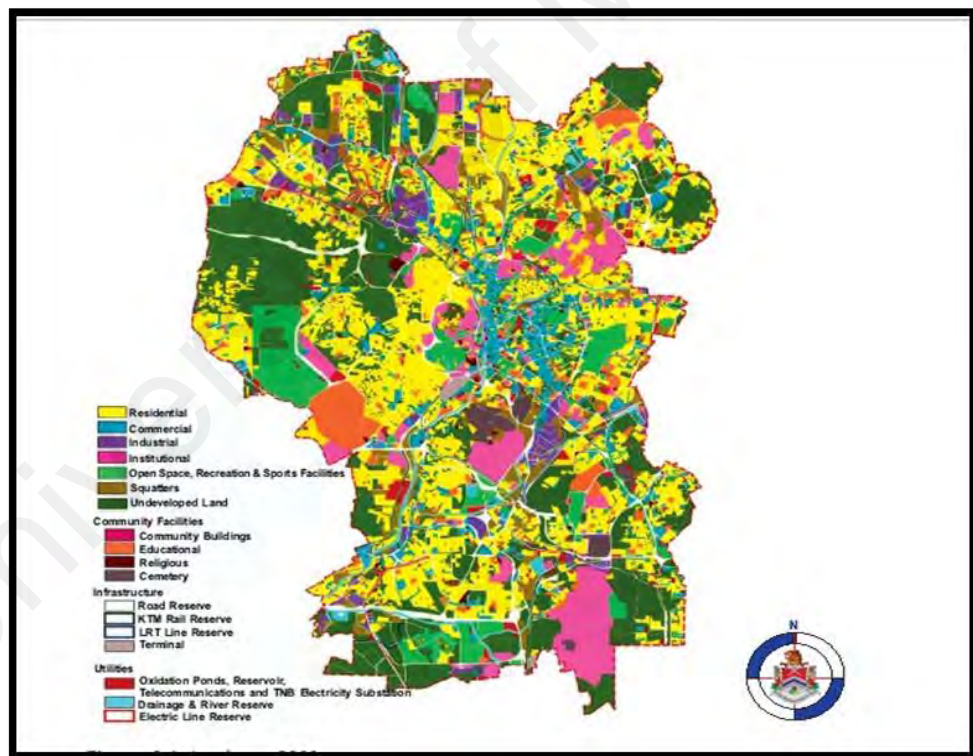 N
Residential
Commercial
Industrial
Institutional
Open Space, Recreation & Sports Facilities
Squatters
Undeveloped Land
Community Facilities
Community Buildings
Educational
Religious
Cemetery
Infrastructure
Road Reserve
KTM Rail Reserve
LRT Line Reserve
Terminal
Utilities
Oxidation Ponds, Reservoir,
Telecommunications and TNB Electricity Substation
Drainage & River Reserve
Electric Line Reserve